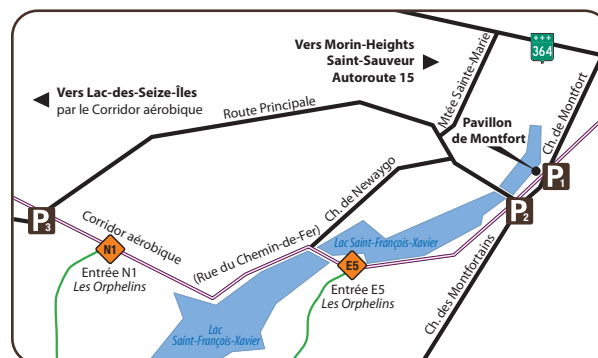 Vers Morin-Heights
Saint-Sauveur
Autoroute 15
364
Vers Lac-des-Seize-Îles
par le Corridor aérobique
Route Principale
Mtée Sainte-Marie
Ch. de Montfort
Pavillon
de Montfort
P1
P2
P3
Ch. de Newaygo
Corridor aérobique
(Rue du Chemin-de-Fer)
Lac Saint-François-Xavier
N1
Entrée N1
Les Orphelins
E5
Entrée E5
Les Orphelins
Ch. des Montfortains
Lac
Saint-François-Xavier